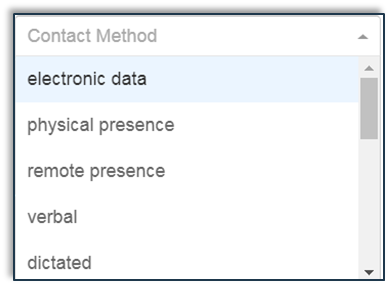 Contact Method
electronic data
physical presence
remote presence
verbal
dictated